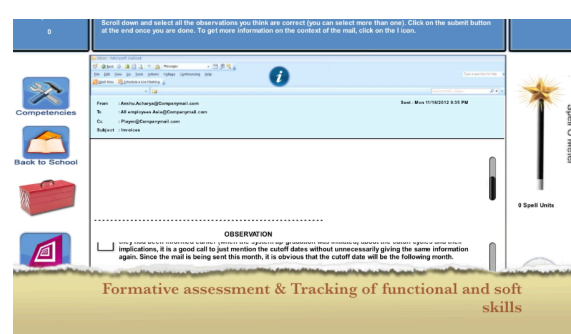 0
Scroll down and select all the observations you think are correct (you can select more than one). Click on the submit button
at the end once you are done. To get more information on the context of the mail, click on the I icon.
Competencies
Back to School
From : Anshu.Acharya@Companymail.com
Sent : Mon 11/16/2012 9:35 PM
To : All employees Asia@Companymail.com
Cc : Player@Companymail.com
Subject : Invoices
i
OBSERVATION
implications, it is a good call to just mention the cutoff dates without unnecessarily giving the same information
again. Since the mail is being sent this month, it is obvious that the cutoff date will be the following month.
0 Spell Units
Formative assessment & Tracking of functional and soft
skills